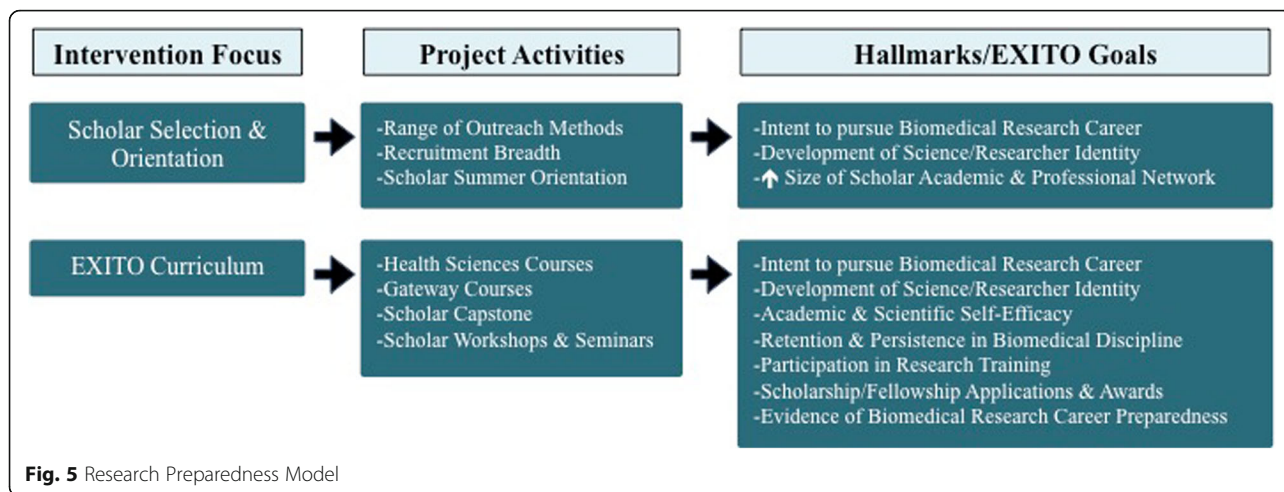 Intervention Focus
Project Activities
Hallmarks/EXITO Goals
Scholar Selection &
Orientation
-Range of Outreach Methods
-Recruitment Breadth
-Scholar Summer Orientation
-Intent to pursue Biomedical Research Career
-Development of Science/Researcher Identity
-↑ Size of Scholar Academic & Professional Network
EXITO Curriculum
-Health Sciences Courses
-Gateway Courses
-Scholar Capstone
-Scholar Workshops & Seminars
-Intent to pursue Biomedical Research Career
-Development of Science/Researcher Identity
-Academic & Scientific Self-Efficacy
-Retention & Persistence in Biomedical Discipline
-Participation in Research Training
-Scholarship/Fellowship Applications & Awards
-Evidence of Biomedical Research Career Preparedness
Fig. 5 Research Preparedness Model